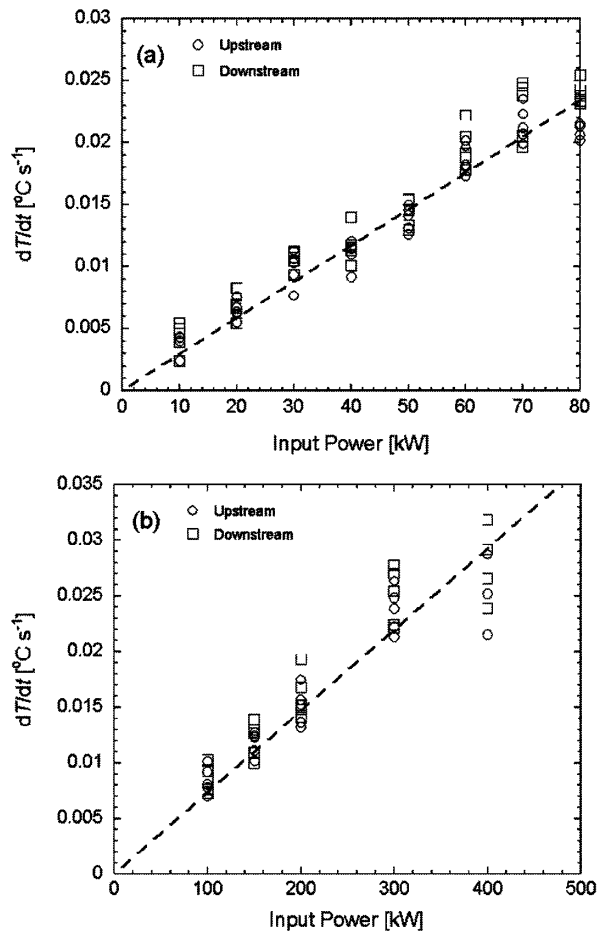 0.03
(a)
Upstream
Downstream
0.025
0.02
0.015
0.01
0.005
0
dT/dt [°C s⁻¹]
0 10 20 30 40 50 60 70 80
Input Power [kW]
0.035
(b)
Upstream
Downstream
0.03
0.025
0.02
0.015
0.01
0.005
0
dT/dt [°C s⁻¹]
0 100 200 300 400 500
Input Power [kW]